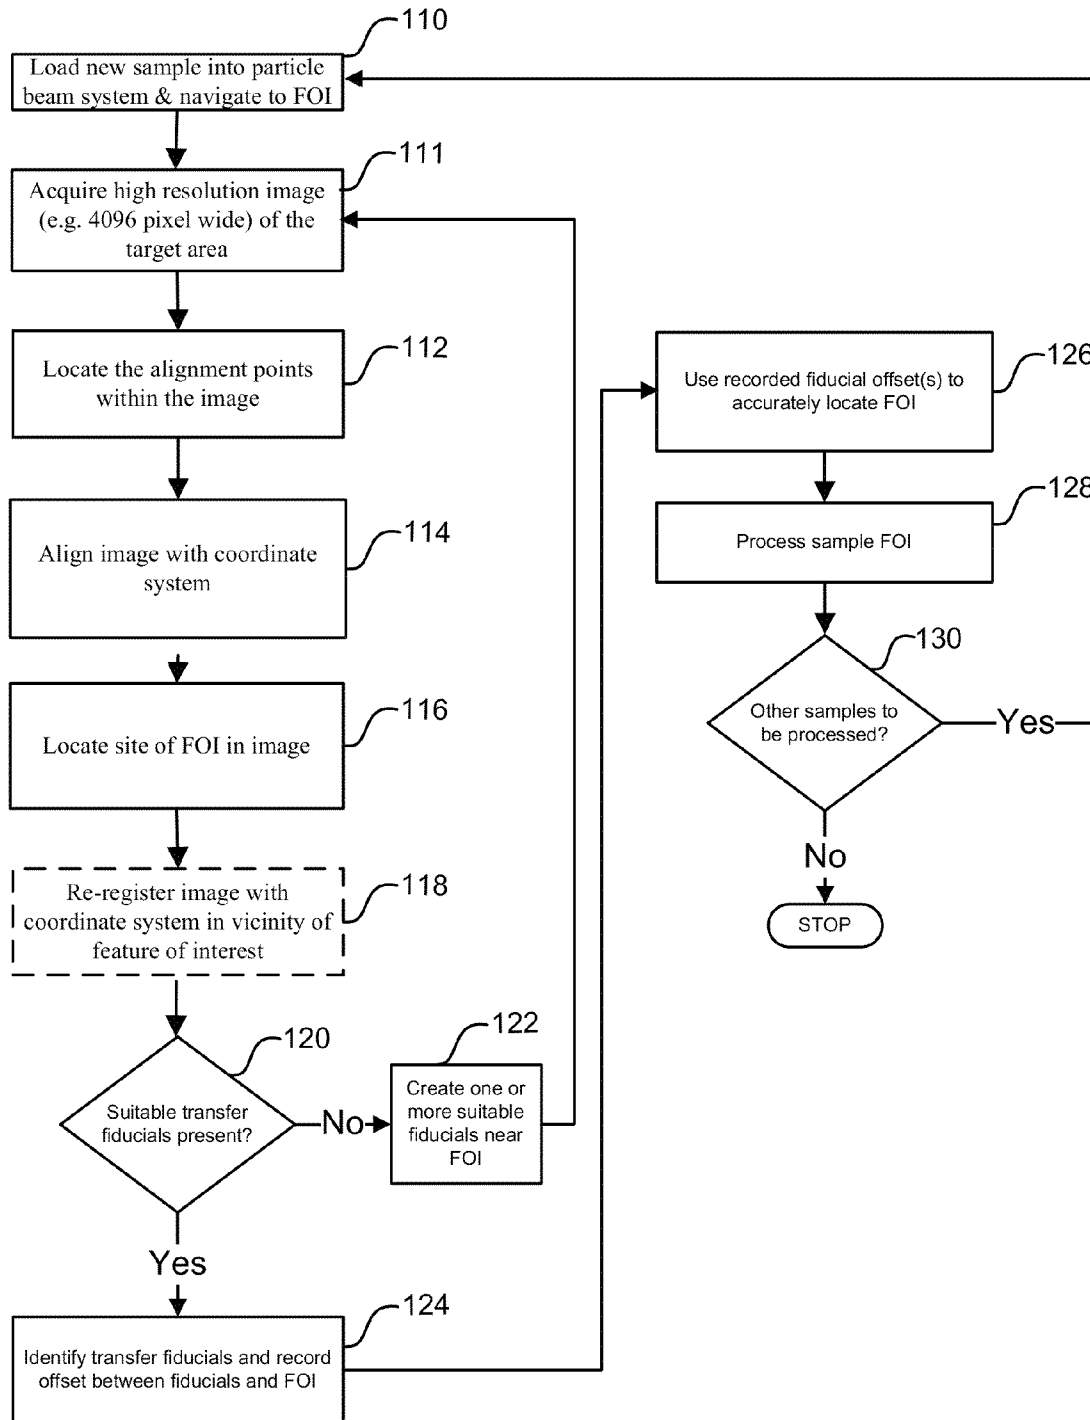 110
Load new sample into particle
beam system & navigate to FOI
111
Acquire high resolution image
(e.g. 4096 pixel wide) of the
target area
112
Locate the alignment points
within the image
114
Align image with coordinate
system
116
Locate site of FOI in image
118
Re-register image with
coordinate system in vicinity of
feature of interest
120
Suitable transfer
fiducials present?
No
122
Create one or
more suitable
fiducials near
FOI
Yes
124
Identify transfer fiducials and record
offset between fiducials and FOI
126
Use recorded fiducial offset(s) to
accurately locate FOI
128
Process sample FOI
130
Other samples to
be processed?
Yes
No
STOP